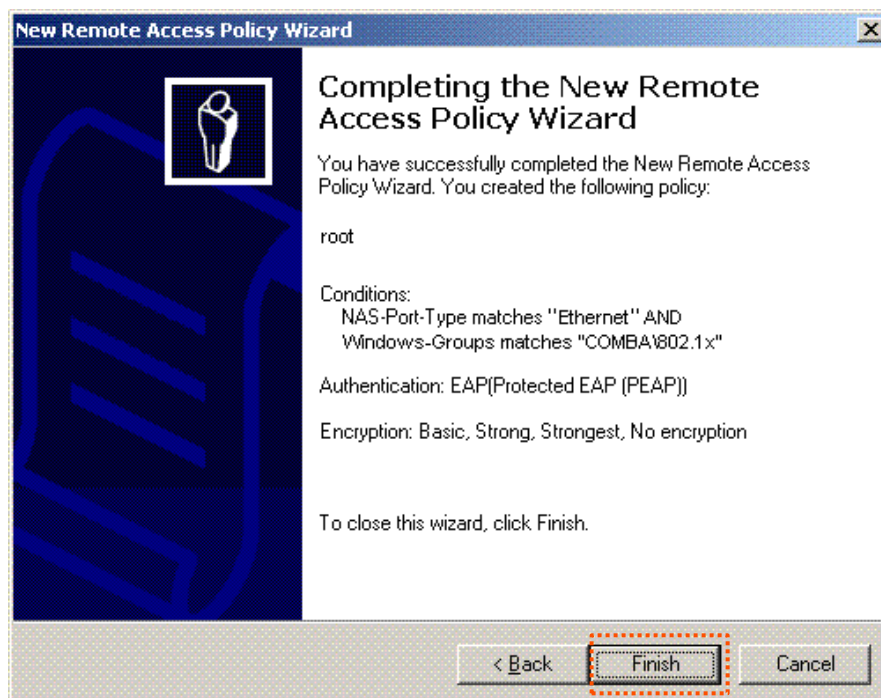 New Remote Access Policy Wizard
Completing the New Remote
Access Policy Wizard
You have successfully completed the New Remote Access
Policy Wizard. You created the following policy:
root
Conditions:
NAS-Port-Type matches "Ethernet" AND
Windows-Groups matches "COMBA\802.1x"
Authentication: EAP(Protected EAP (PEAP))
Encryption: Basic, Strong, Strongest, No encryption
To close this wizard, click Finish.
< Back Finish Cancel